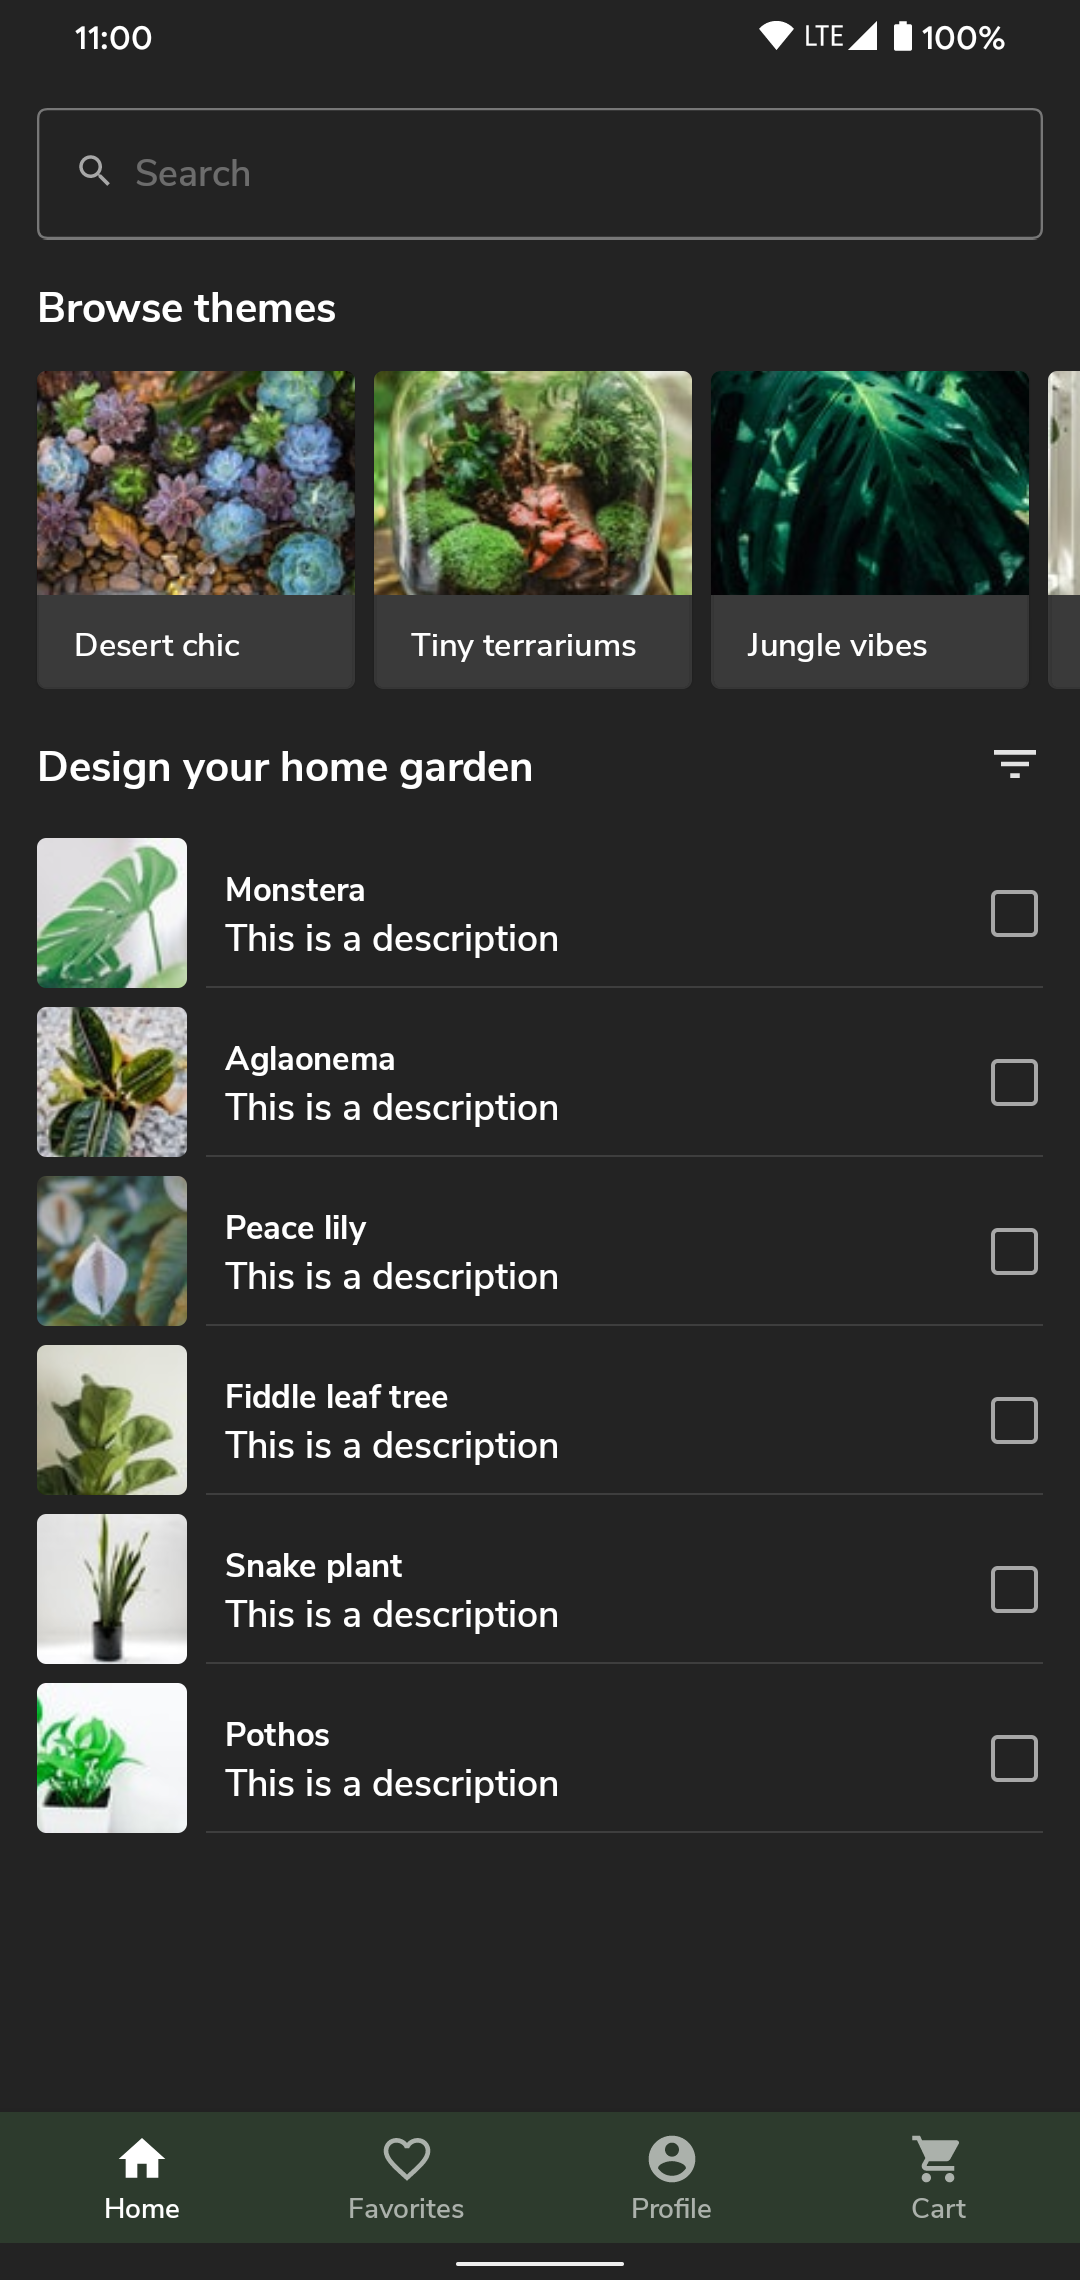 11:00 LTE 100%
Search
Browse themes
Desert chic Tiny terrariums Jungle vibes
Design your home garden
Monstera
This is a description
Aglaonema
This is a description
Peace lily
This is a description
Fiddle leaf tree
This is a description
Snake plant
This is a description
Pothos
This is a description
Home Favorites Profile Cart